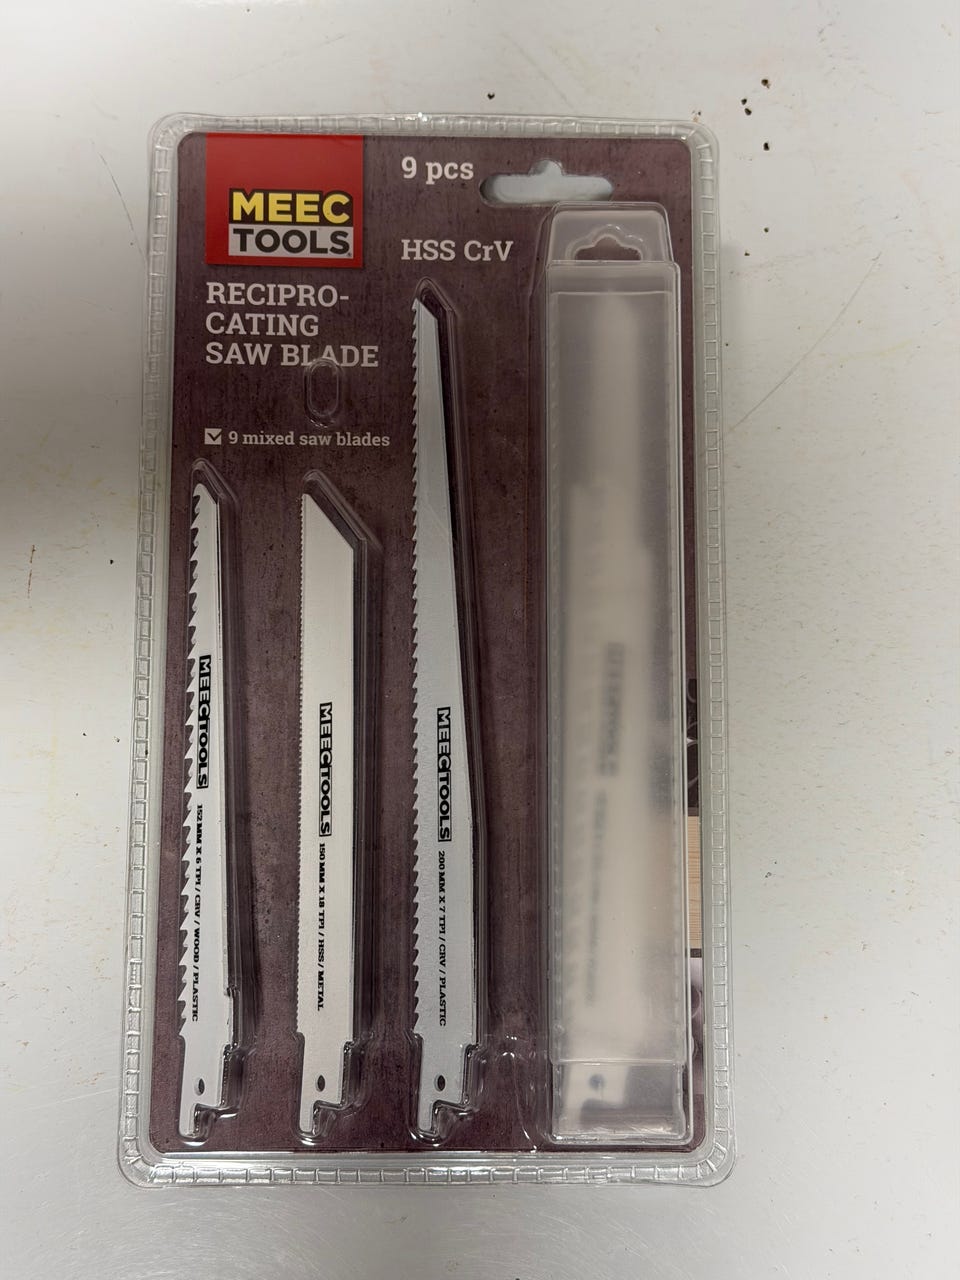 MEEC
TOOLS
9 pcs
HSS CrV
RECIPRO-
CATING
SAW BLADE
9 mixed saw blades
MEECTOOLS 152 MM X 6 TPI / CRV / WOOD / PLASTIC
MEECTOOLS 150 MM X 18 TPI / HSS / METAL
MEECTOOLS 200 MM X 7 TPI / CRV / PLASTIC